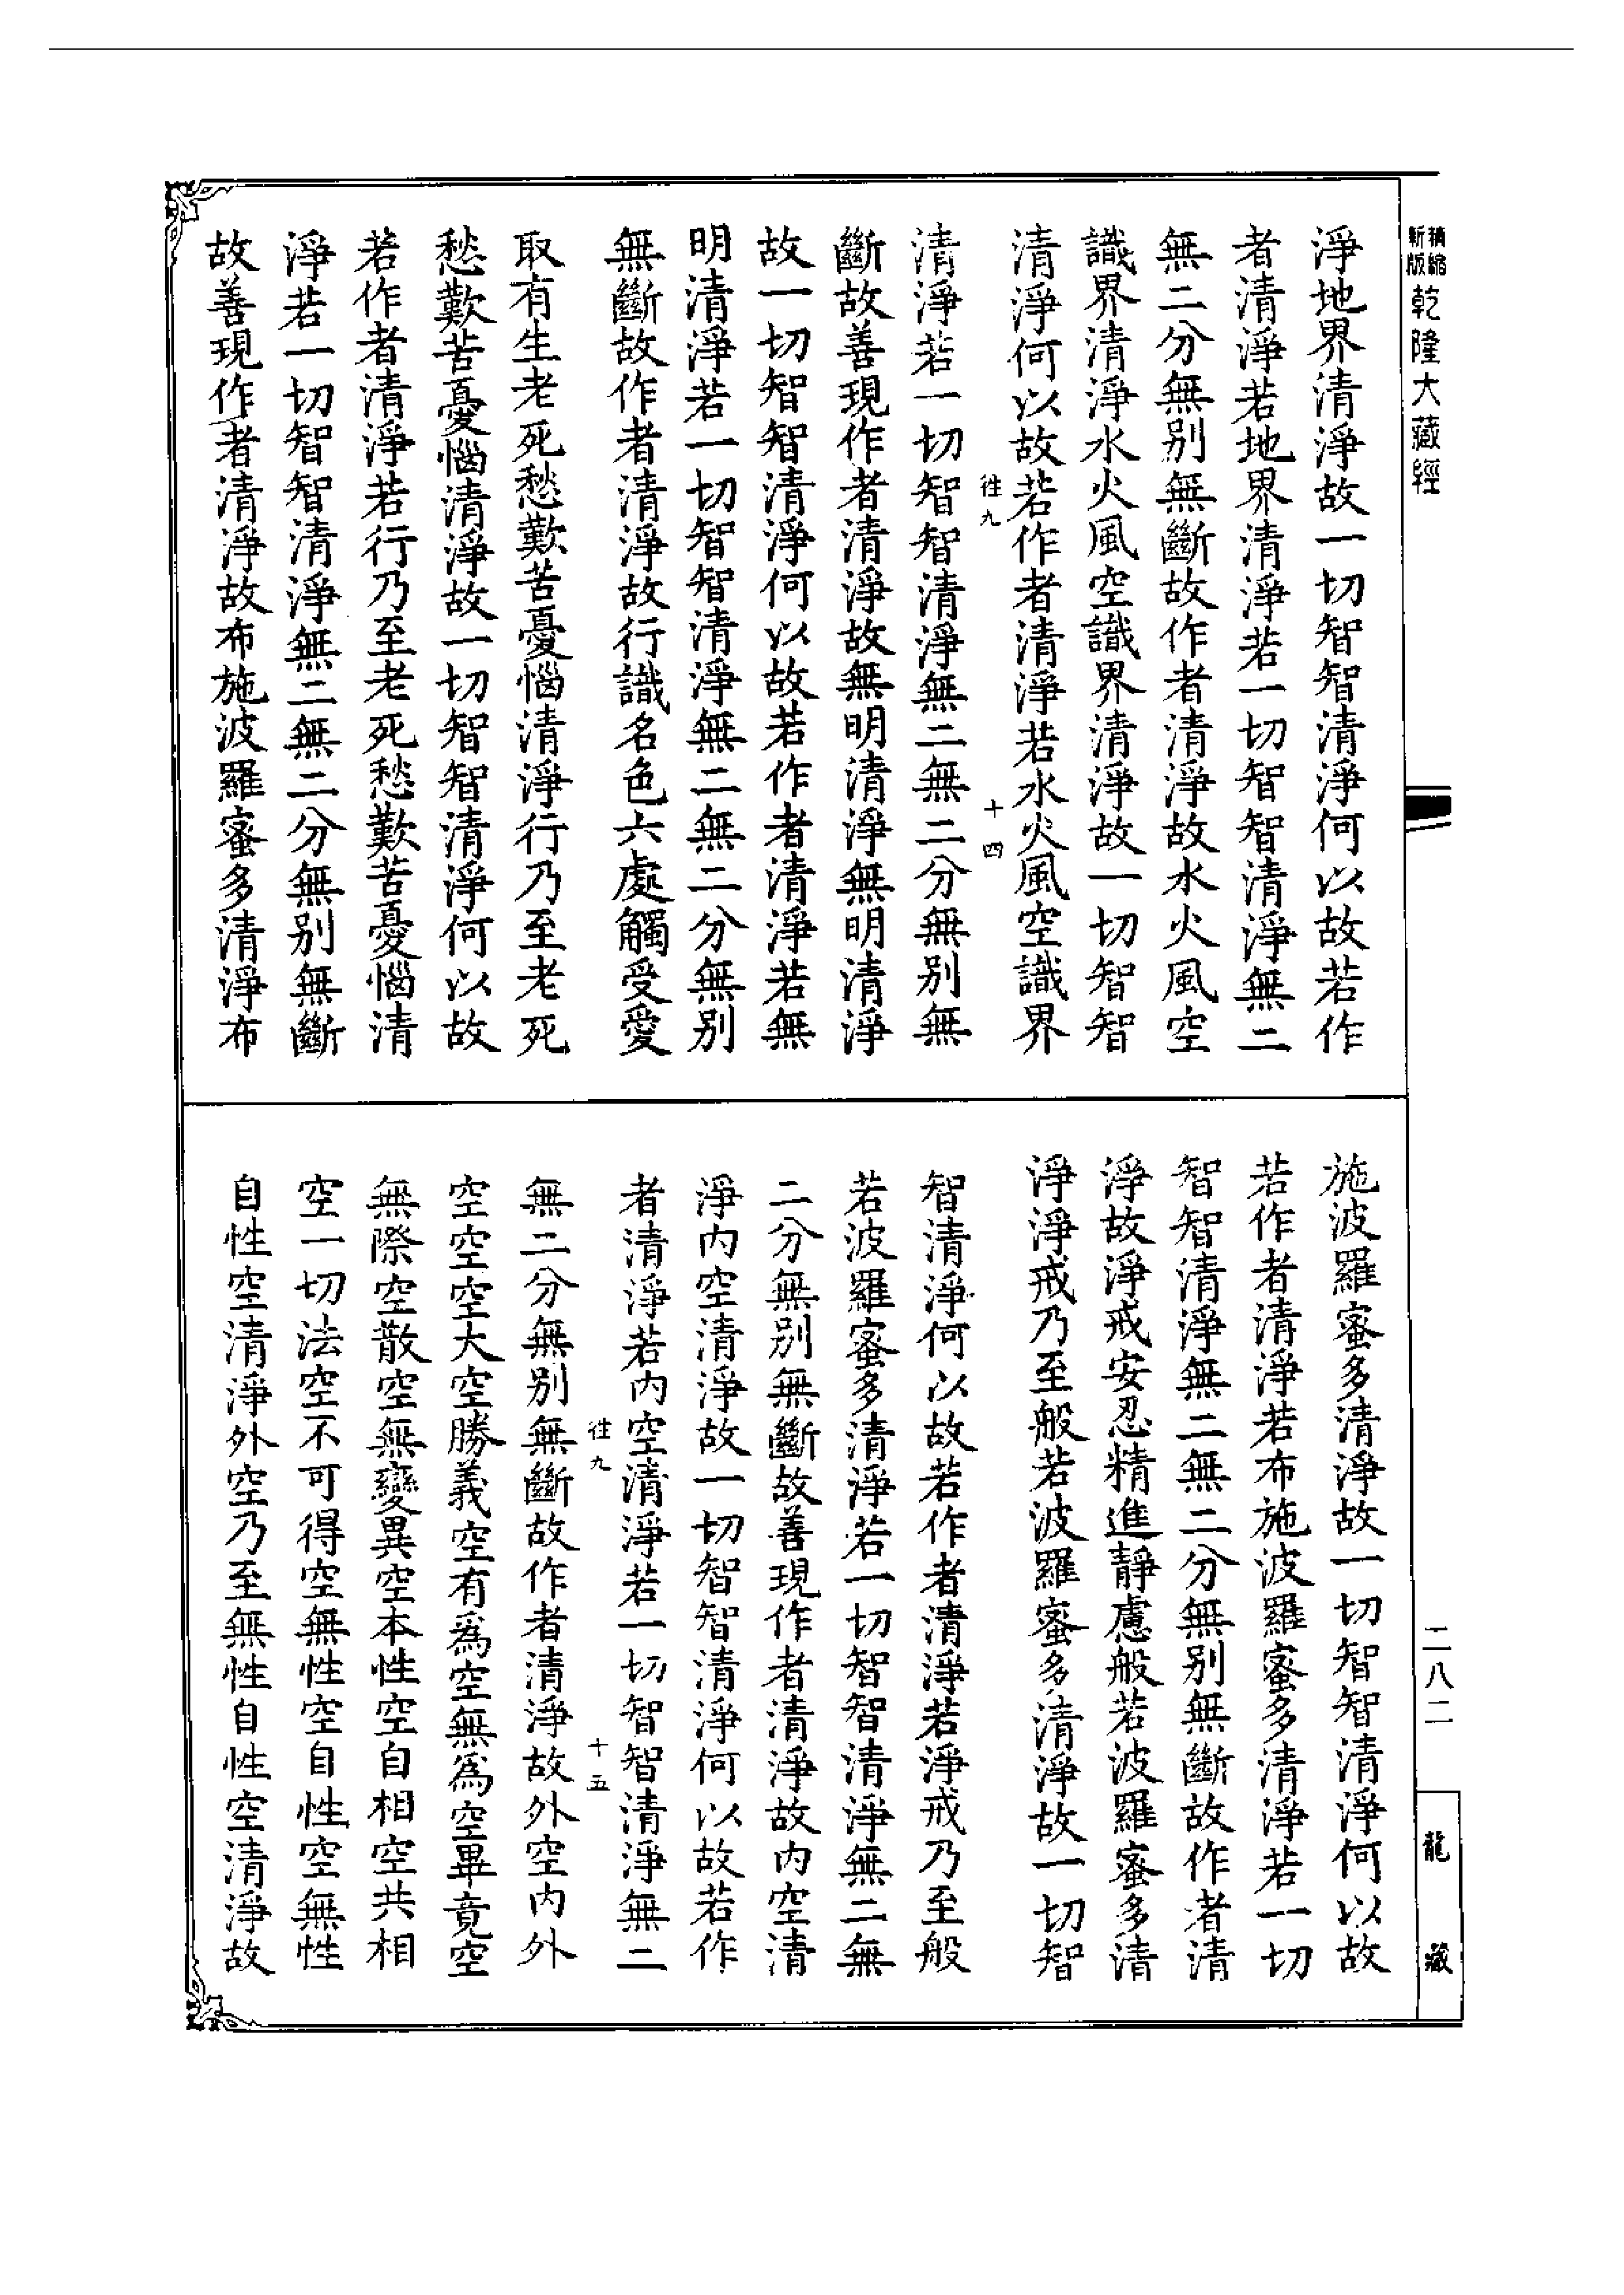 新版精縮乾隆大藏經
淨地界清淨故一切智智清淨何以故若作
者清淨若地界清淨若一切智智清淨無二
無二分無別無斷故作者清淨故水火風空
識界清淨水火風空識界清淨故一切智智
清淨何以故若作者清淨若水火風空識界
徃九 十四
清淨若一切智智清淨無二無二分無別無
斷故善現作者清淨故無明清淨無明清淨
故一切智智清淨何以故若作者清淨若無
明清淨若一切智智清淨無二無二分無別
無斷故作者清淨故行識名色六處觸受愛
取有生老死愁歎苦憂惱清淨行乃至老死
愁歎苦憂惱清淨故一切智智清淨何以故
若作者清淨若行乃至老死愁歎苦憂惱清
淨若一切智智清淨無二無二分無別無斷
故善現作者清淨故布施波羅蜜多清淨布
施波羅蜜多清淨故一切智智清淨何以故
若作者清淨若布施波羅蜜多清淨若一切
智智清淨無二無二分無別無斷故作者清
淨故淨戒安忍精進靜慮般若波羅蜜多清
淨淨戒乃至般若波羅蜜多清淨故一切智
智清淨何以故若作者清淨若淨戒乃至般
若波羅蜜多清淨若一切智智清淨無二無
二分無別無斷故善現作者清淨故內空清
淨內空清淨故一切智智清淨何以故若作
者清淨若內空清淨若一切智智清淨無二
徃九 十五
無二分無別無斷故作者清淨故外空內外
空空空大空勝義空有為空無為空畢竟空
無際空散空無變異空本性空自相空共相
空一切法空不可得空無性空自性空無性
自性空清淨外空乃至無性自性空清淨故
二八二
龍藏